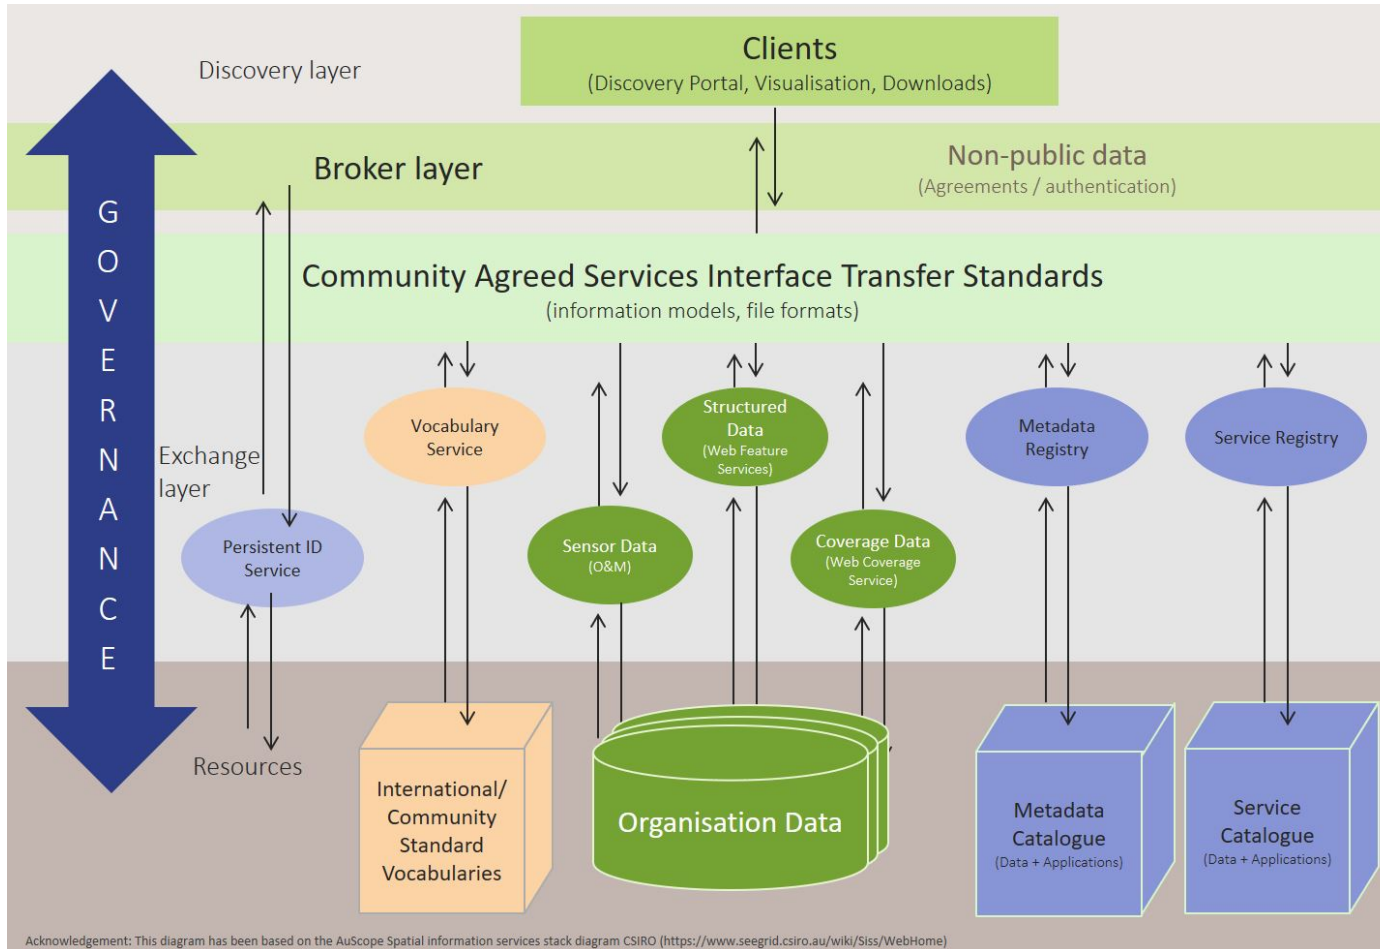 Clients
(Discovery Portal, Visualisation, Downloads)
Discovery layer
Broker layer
Non-public data
(Agreements / authentication)
G
O
V
E
R
N
A
N
C
E
Community Agreed Services Interface Transfer Standards
(information models, file formats)
Exchange
layer
Vocabulary
Service
Structured
Data
(Web Feature
Services)
Metadata
Registry
Service Registry
Persistent ID
Service
Sensor Data
(O&M)
Coverage Data
(Web Coverage
Service)
Resources
International/
Community
Standard
Vocabularies
Organisation Data
Metadata
Catalogue
(Data + Applications)
Service
Catalogue
(Data + Applications)
Acknowledgement: This diagram has been based on the AuScope Spatial information services stack diagram CSIRO (https://www.seegrid.csiro.au/wiki/Siss/WebHome)